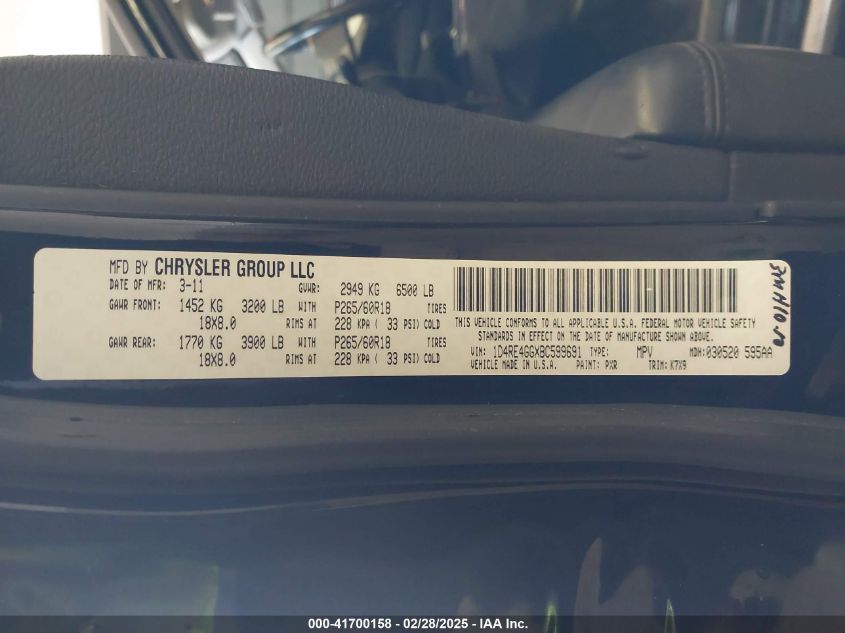 MFD BY CHRYSLER GROUP LLC
DATE OF MFR: 3-11 GVWR: 2949 KG 6500 LB
GAWR FRONT: 1452 KG 3200 LB WITH P265/60R18 TIRES
18X8.0 RIMS AT 228 KPA ( 33 PSI) COLD
GAWR REAR: 1770 KG 3900 LB WITH P265/60R18 TIRES
18X8.0 RIMS AT 228 KPA ( 33 PSI) COLD
THIS VEHICLE CONFORMS TO ALL APPLICABLE U.S.A. FEDERAL MOTOR VEHICLE SAFETY
STANDARDS IN EFFECT ON THE DATE OF MANUFACTURE SHOWN ABOVE.
VIN: 1D4RE4GGXBC599691 TYPE: MPV MDH:030520 595AA
VEHICLE MADE IN U.S.A. PAINT: PXR TRIM: K7X9
000-41700158 - 02/28/2025 - IAA Inc.